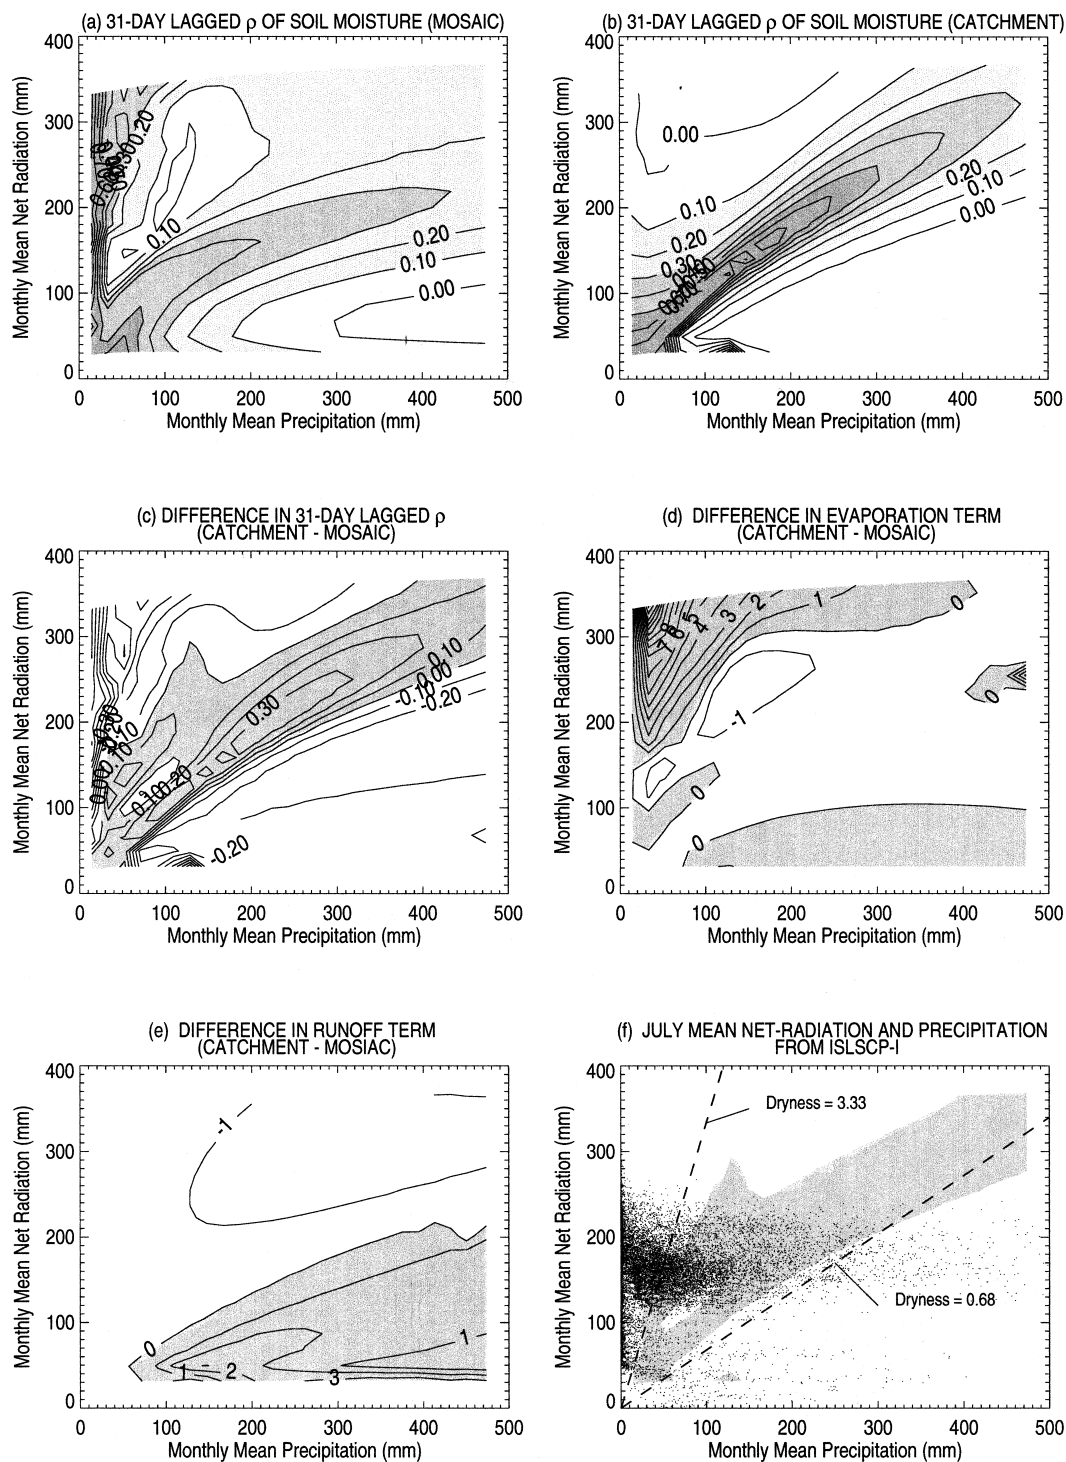 (a) 31-DAY LAGGED ρ OF SOIL MOISTURE (MOSAIC)
400
300
200
100
0
Monthly Mean Net Radiation (mm)
0.20
0.10
0.20
0.10
0.00
0 100 200 300 400 500
Monthly Mean Precipitation (mm)
(b) 31-DAY LAGGED ρ OF SOIL MOISTURE (CATCHMENT)
400
300
200
100
0
Monthly Mean Net Radiation (mm)
0.00
0.10
0.20
0.30
0.20
0.10
0.00
0 100 200 300 400 500
Monthly Mean Precipitation (mm)
(c) DIFFERENCE IN 31-DAY LAGGED ρ
(CATCHMENT - MOSAIC)
400
300
200
100
0
Monthly Mean Net Radiation (mm)
0.30
0.10
0.00
-0.10
-0.20
0.10
0.00
0.10
0.20
-0.20
0 100 200 300 400 500
Monthly Mean Precipitation (mm)
(d) DIFFERENCE IN EVAPORATION TERM
(CATCHMENT - MOSAIC)
400
300
200
100
0
Monthly Mean Net Radiation (mm)
5
4
3
2
1
0
0
-1
0
0
0 100 200 300 400 500
Monthly Mean Precipitation (mm)
(e) DIFFERENCE IN RUNOFF TERM
(CATCHMENT - MOSIAC)
400
300
200
100
0
Monthly Mean Net Radiation (mm)
-1
0
1
2
3
1
0 100 200 300 400 500
Monthly Mean Precipitation (mm)
(f) JULY MEAN NET-RADIATION AND PRECIPITATION
FROM ISLSCP-I
400
300
200
100
0
Monthly Mean Net Radiation (mm)
Dryness = 3.33
Dryness = 0.68
0 100 200 300 400 500
Monthly Mean Precipitation (mm)